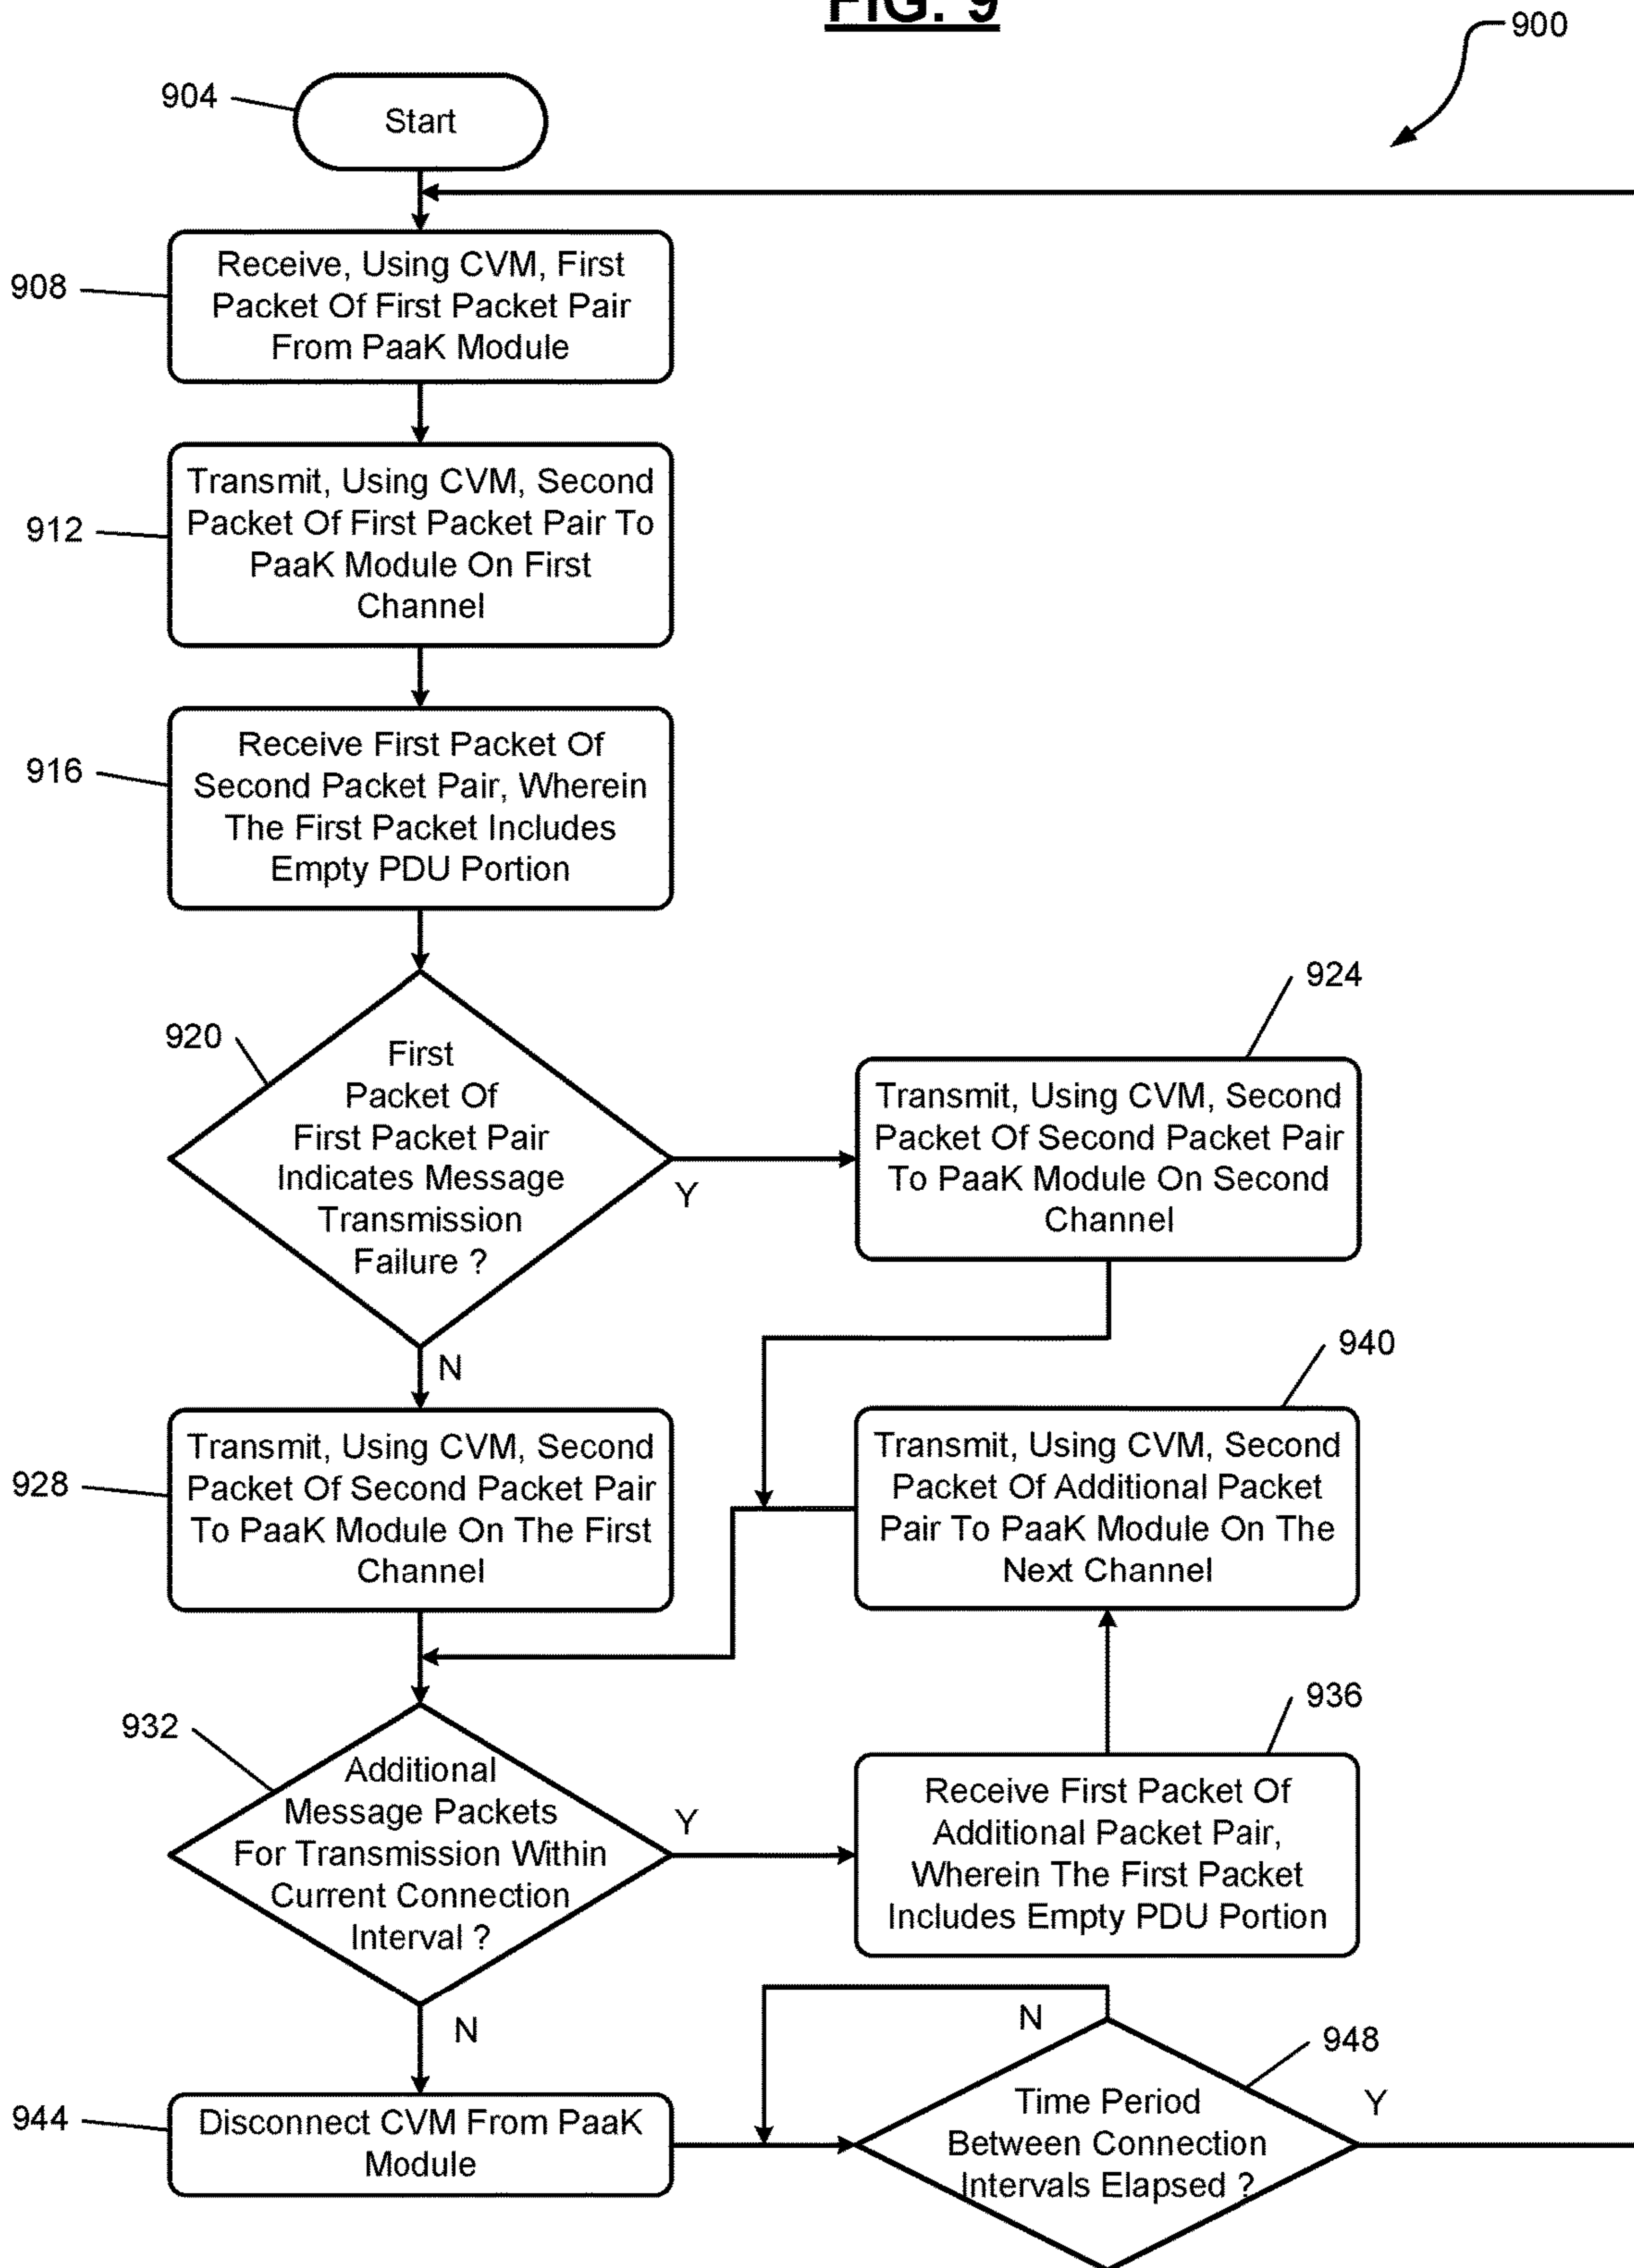 FIG. 9
900
904
Start
908
Receive, Using CVM, First
Packet Of First Packet Pair
From PaaK Module
912
Transmit, Using CVM, Second
Packet Of First Packet Pair To
PaaK Module On First
Channel
916
Receive First Packet Of
Second Packet Pair, Wherein
The First Packet Includes
Empty PDU Portion
920
First
Packet Of
First Packet Pair
Indicates Message
Transmission
Failure ?
Y
N
924
Transmit, Using CVM, Second
Packet Of Second Packet Pair
To PaaK Module On Second
Channel
928
Transmit, Using CVM, Second
Packet Of Second Packet Pair
To PaaK Module On The First
Channel
940
Transmit, Using CVM, Second
Packet Of Additional Packet
Pair To PaaK Module On The
Next Channel
932
Additional
Message Packets
For Transmission Within
Current Connection
Interval ?
Y
N
936
Receive First Packet Of
Additional Packet Pair,
Wherein The First Packet
Includes Empty PDU Portion
944
Disconnect CVM From PaaK
Module
948
Time Period
Between Connection
Intervals Elapsed ?
N
Y